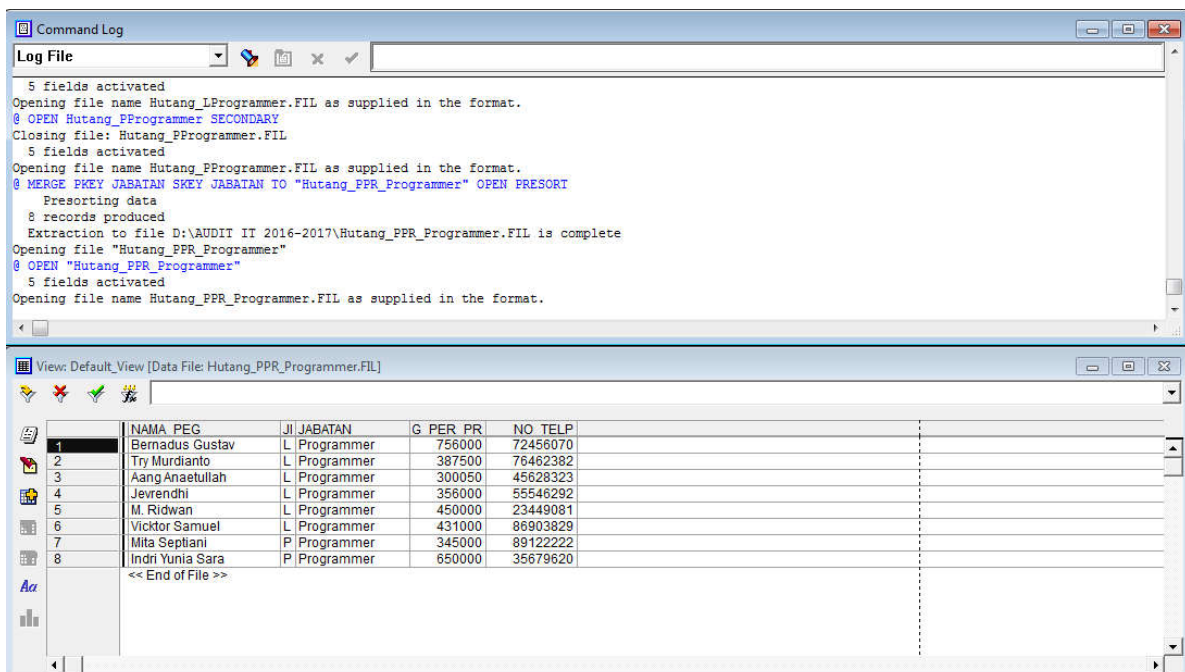 Command Log
Log File
5 fields activated
Opening file name Hutang_LProgrammer.FIL as supplied in the format.
@ OPEN Hutang_PProgrammer SECONDARY
Closing file: Hutang_PProgrammer.FIL
5 fields activated
Opening file name Hutang_PProgrammer.FIL as supplied in the format.
@ MERGE PKEY JABATAN SKEY JABATAN TO "Hutang_PPR_Programmer" OPEN PRESORT
Presorting data
8 records produced
Extraction to file D:\AUDIT IT 2016-2017\Hutang_PPR_Programmer.FIL is complete
Opening file "Hutang_PPR_Programmer"
@ OPEN "Hutang_PPR_Programmer"
5 fields activated
Opening file name Hutang_PPR_Programmer.FIL as supplied in the format.
View: Default_View [Data File: Hutang_PPR_Programmer.FIL]
fx
NAMA PEG JI JABATAN G PER PR NO TELP
1 Bernadus Gustav L Programmer 756000 72456070
2 Try Murdianto L Programmer 387500 76462382
3 Aang Anaetullah L Programmer 300050 45628323
4 Jevrendhi L Programmer 356000 55546292
5 M. Ridwan L Programmer 450000 23449081
6 Vicktor Samuel L Programmer 431000 86903829
7 Mita Septiani P Programmer 345000 89122222
8 Indri Yunia Sara P Programmer 650000 35679620
<< End of File >>
Aa